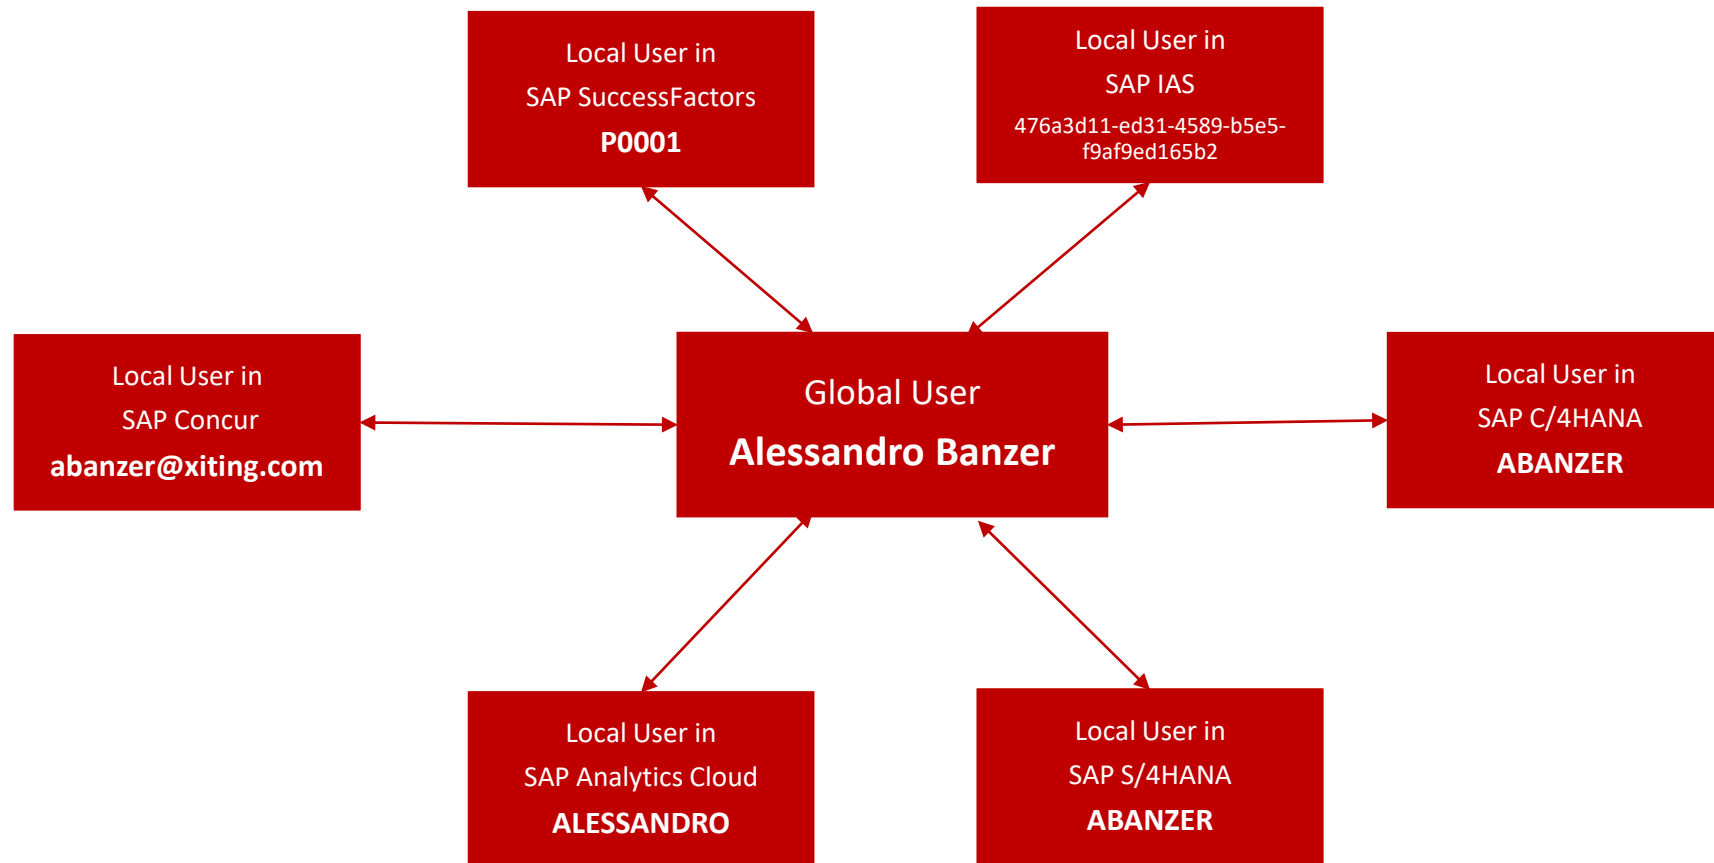 Local User in
SAP SuccessFactors
P0001
Local User in
SAP IAS
476a3d11-ed31-4589-b5e5-
f9af9ed165b2
Local User in
SAP Concur
abanzer@xiting.com
Global User
Alessandro Banzer
Local User in
SAP C/4HANA
ABANZER
Local User in
SAP Analytics Cloud
ALESSANDRO
Local User in
SAP S/4HANA
ABANZER